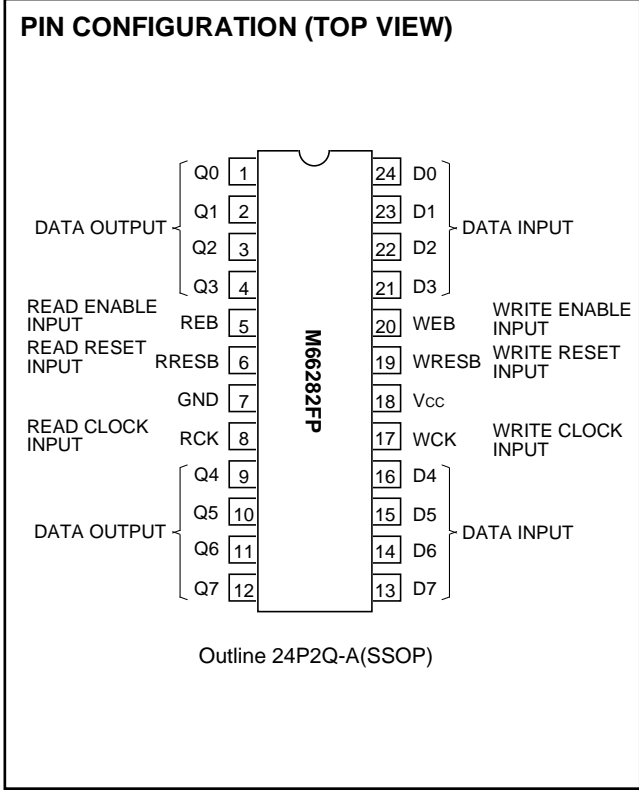 PIN CONFIGURATION (TOP VIEW)
Q0 1 24 D0
Q1 2 23 D1
DATA OUTPUT DATA INPUT
Q2 3 22 D2
Q3 4 21 D3
READ ENABLE
INPUT
REB 5 20 WEB
WRITE ENABLE
INPUT
READ RESET
INPUT
RRESB 6 19 WRESB
WRITE RESET
INPUT
M66282FP
GND 7 18 Vcc
READ CLOCK
INPUT
RCK 8 17 WCK
WRITE CLOCK
INPUT
Q4 9 16 D4
Q5 10 15 D5
DATA OUTPUT DATA INPUT
Q6 11 14 D6
Q7 12 13 D7
Outline 24P2Q-A(SSOP)